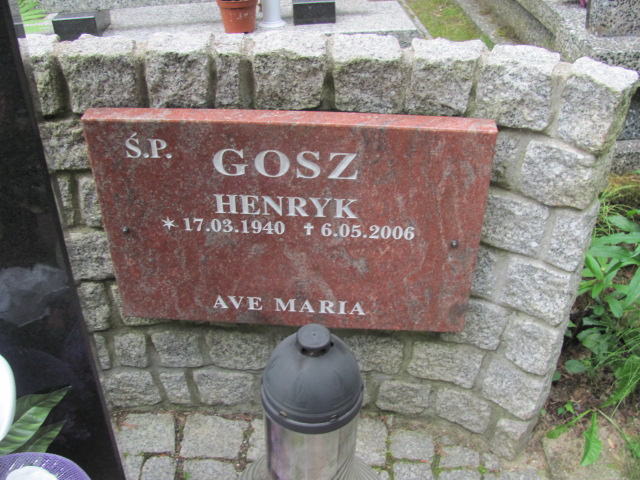 Ś.P. GOSZ
HENRYK
✶ 17.03.1940 ✝ 6.05.2006
AVE MARIA